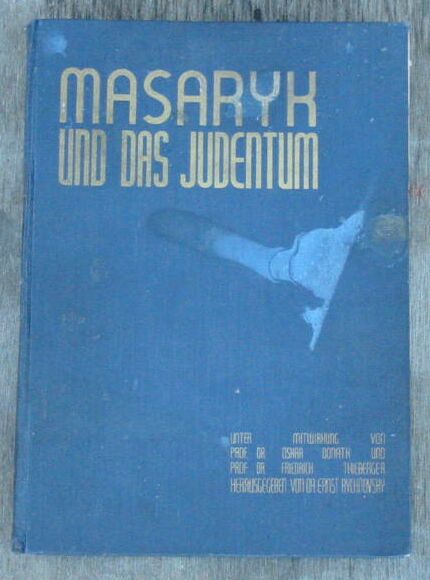 MASARYK
UND DAS JUDENTUM
UNTER MITWIRKUNG VON
PROF. DR. OSKAR DONATH UND
PROF. DR. FRIEDRICH THIEBERGER
HERAUSGEGEBEN VON DR. ERNST RYCHNOVSKY